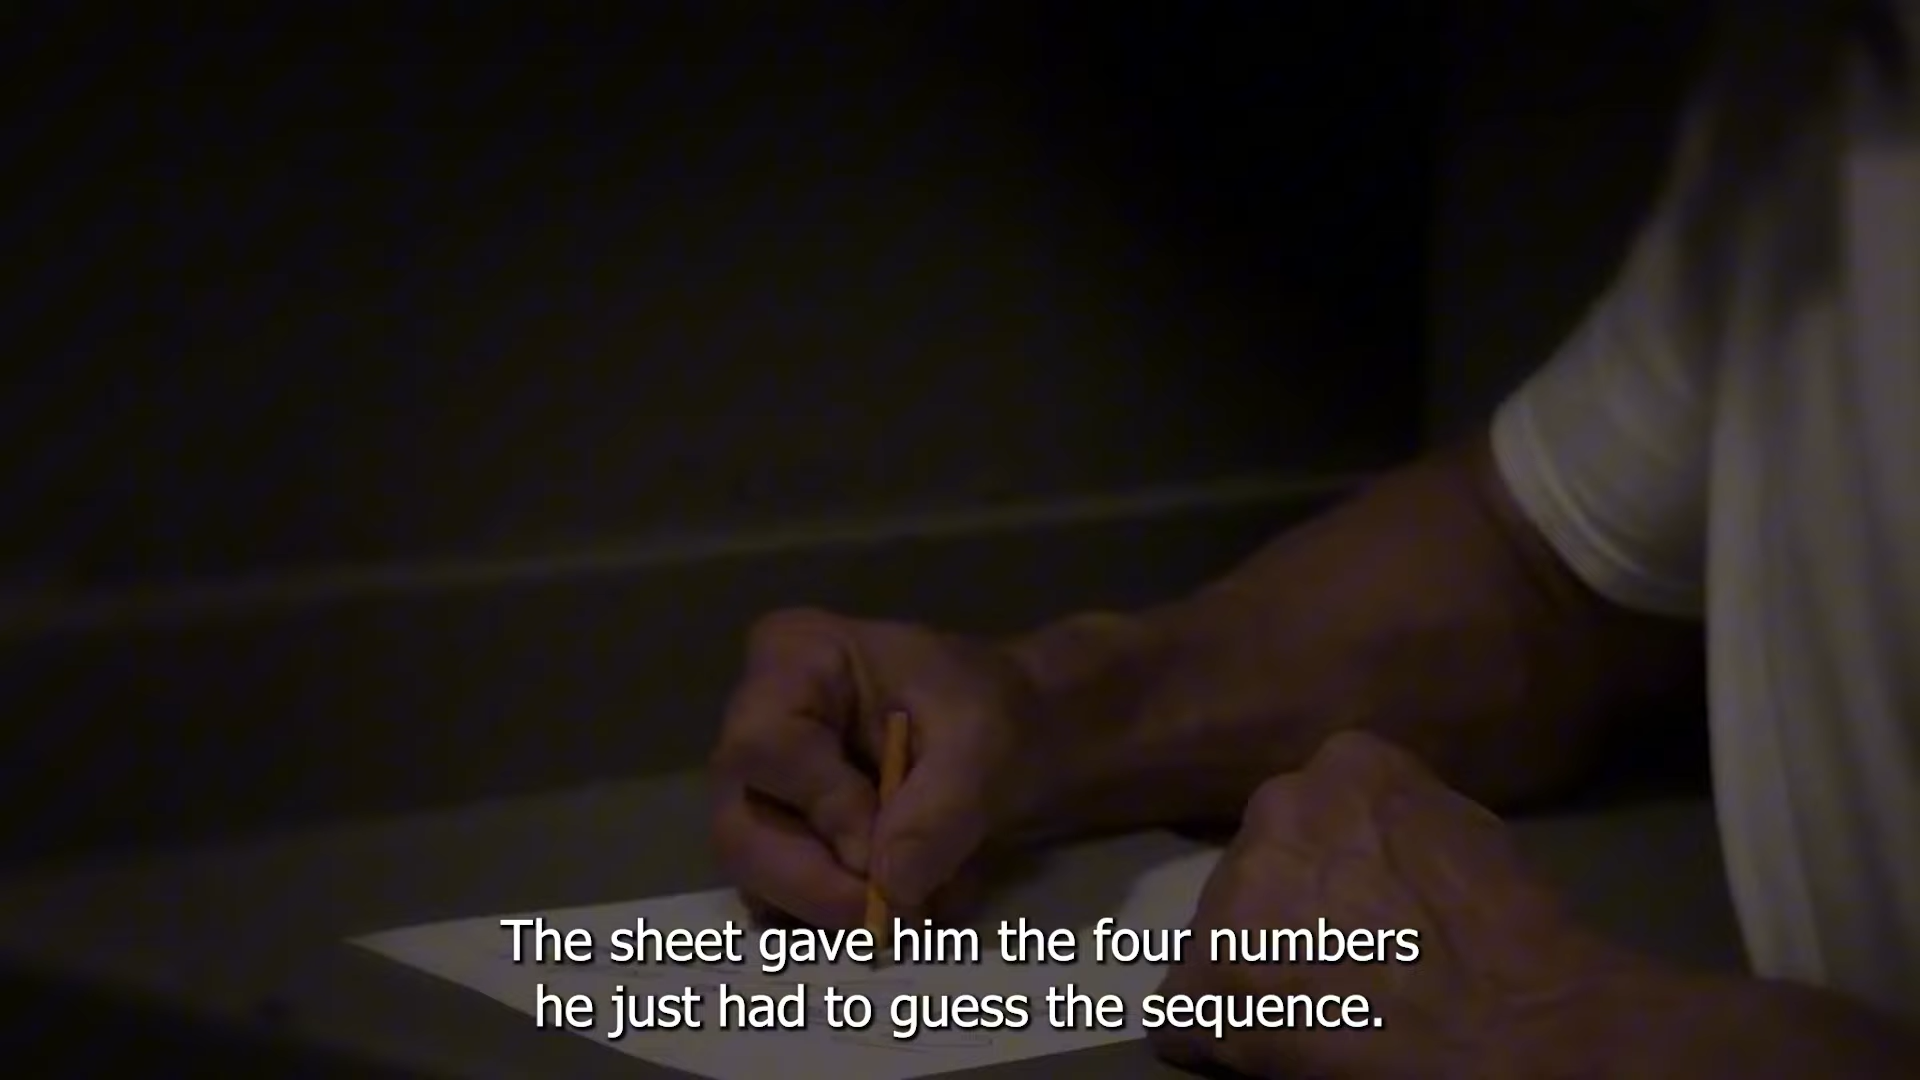 The sheet gave him the four numbers
he just had to guess the sequence.